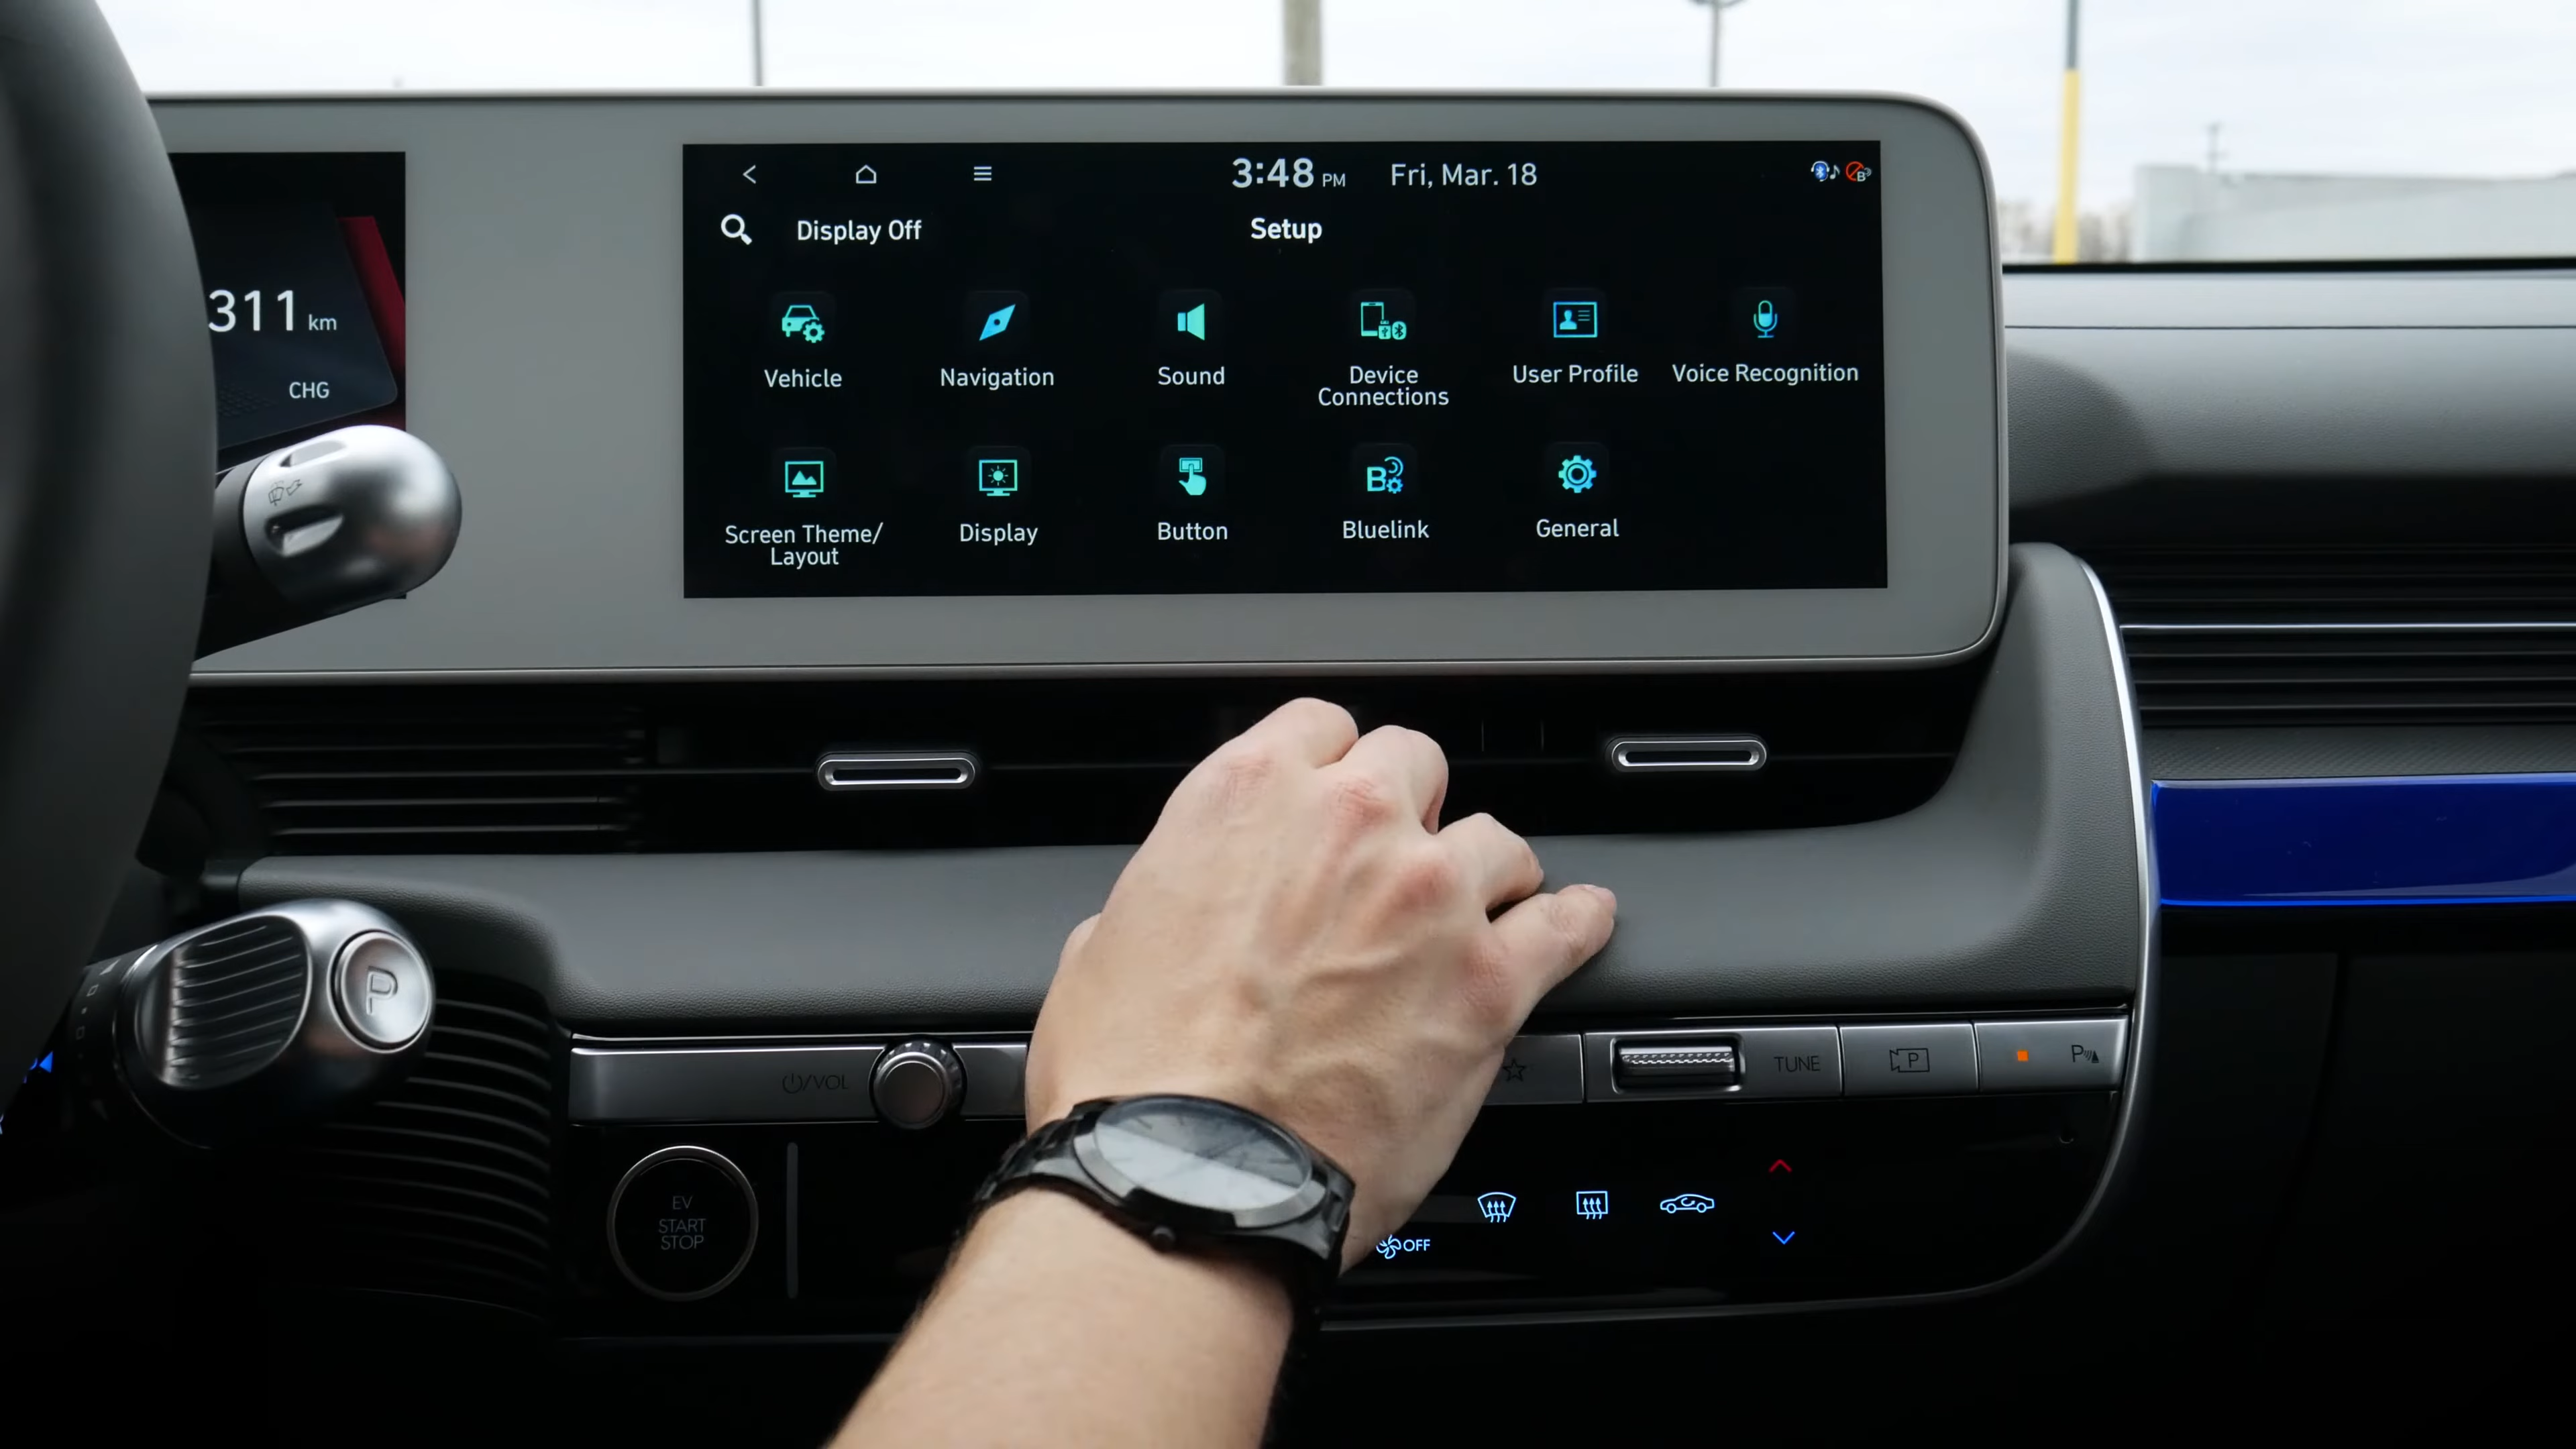 3:48 PM Fri, Mar. 18
Display Off
Setup
311 km
CHG
Vehicle
Navigation
Sound
Device
Connections
User Profile
Voice Recognition
Screen Theme/
Layout
Display
Button
B
Bluelink
General
P
/VOL
TUNE
P
P
EV
START
STOP
OFF